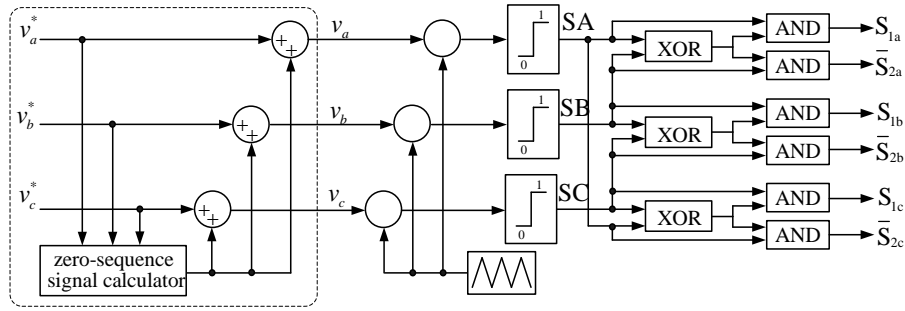 v*a
+
+
va
1
0
SA
XOR
AND
S1a
AND
S̅2a
v*b
+
+
vb
1
0
SB
XOR
AND
S1b
AND
S̅2b
v*c
+
+
vc
1
0
SC
XOR
AND
S1c
AND
S̅2c
zero-sequence
signal calculator